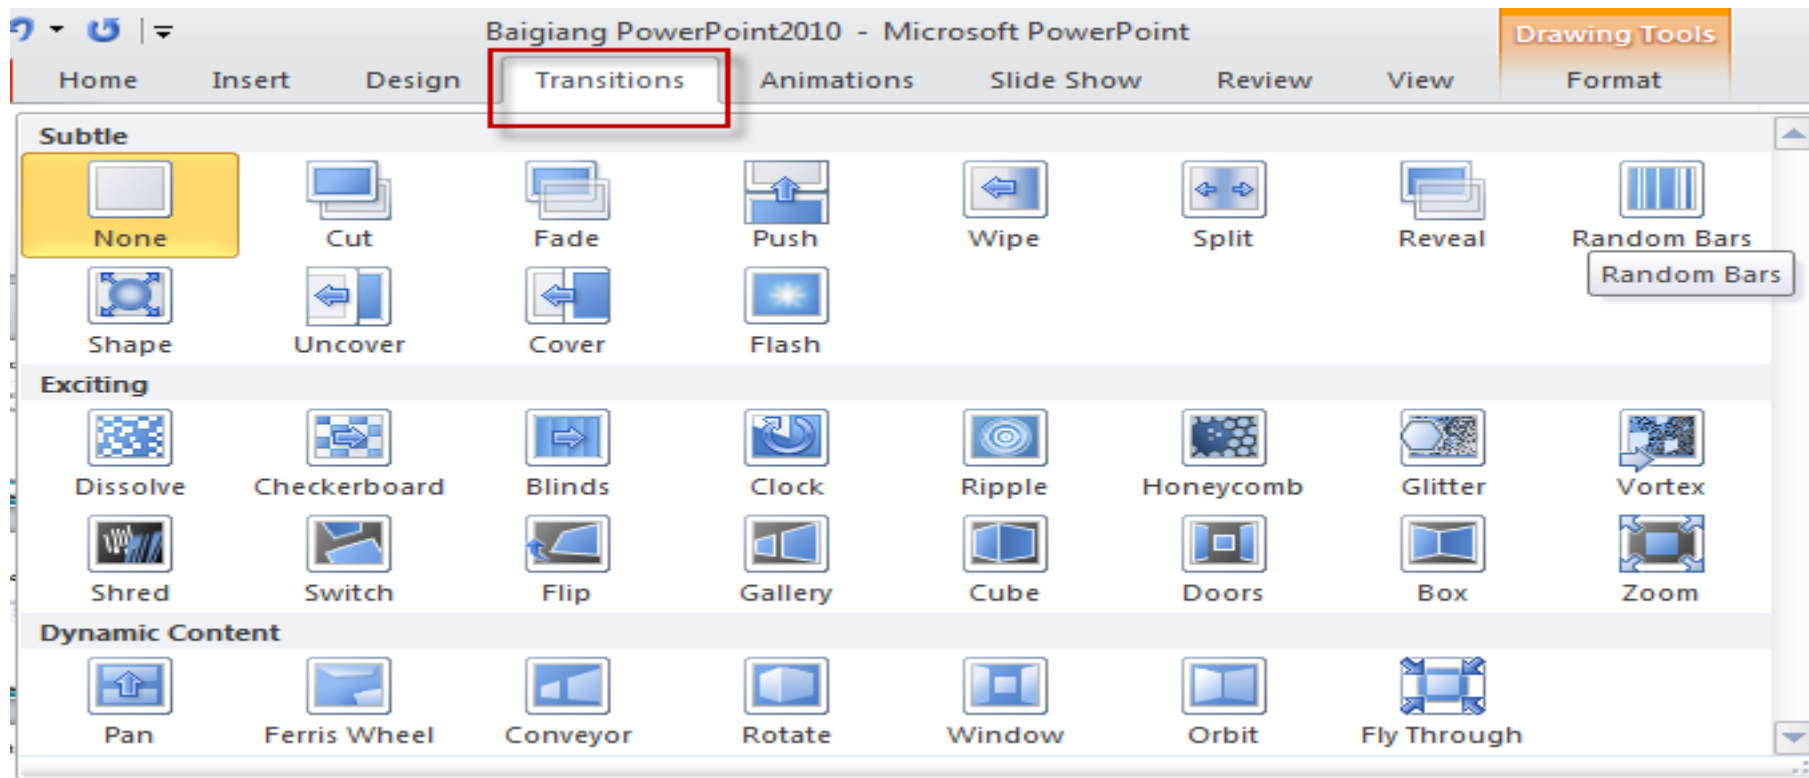 Baigiang PowerPoint2010 - Microsoft PowerPoint
Drawing Tools
Home Insert Design Transitions Animations Slide Show Review View Format
Subtle
None Cut Fade Push Wipe Split Reveal Random Bars
Random Bars
Shape Uncover Cover Flash
Exciting
Dissolve Checkerboard Blinds Clock Ripple Honeycomb Glitter Vortex
Shred Switch Flip Gallery Cube Doors Box Zoom
Dynamic Content
Pan Ferris Wheel Conveyor Rotate Window Orbit Fly Through